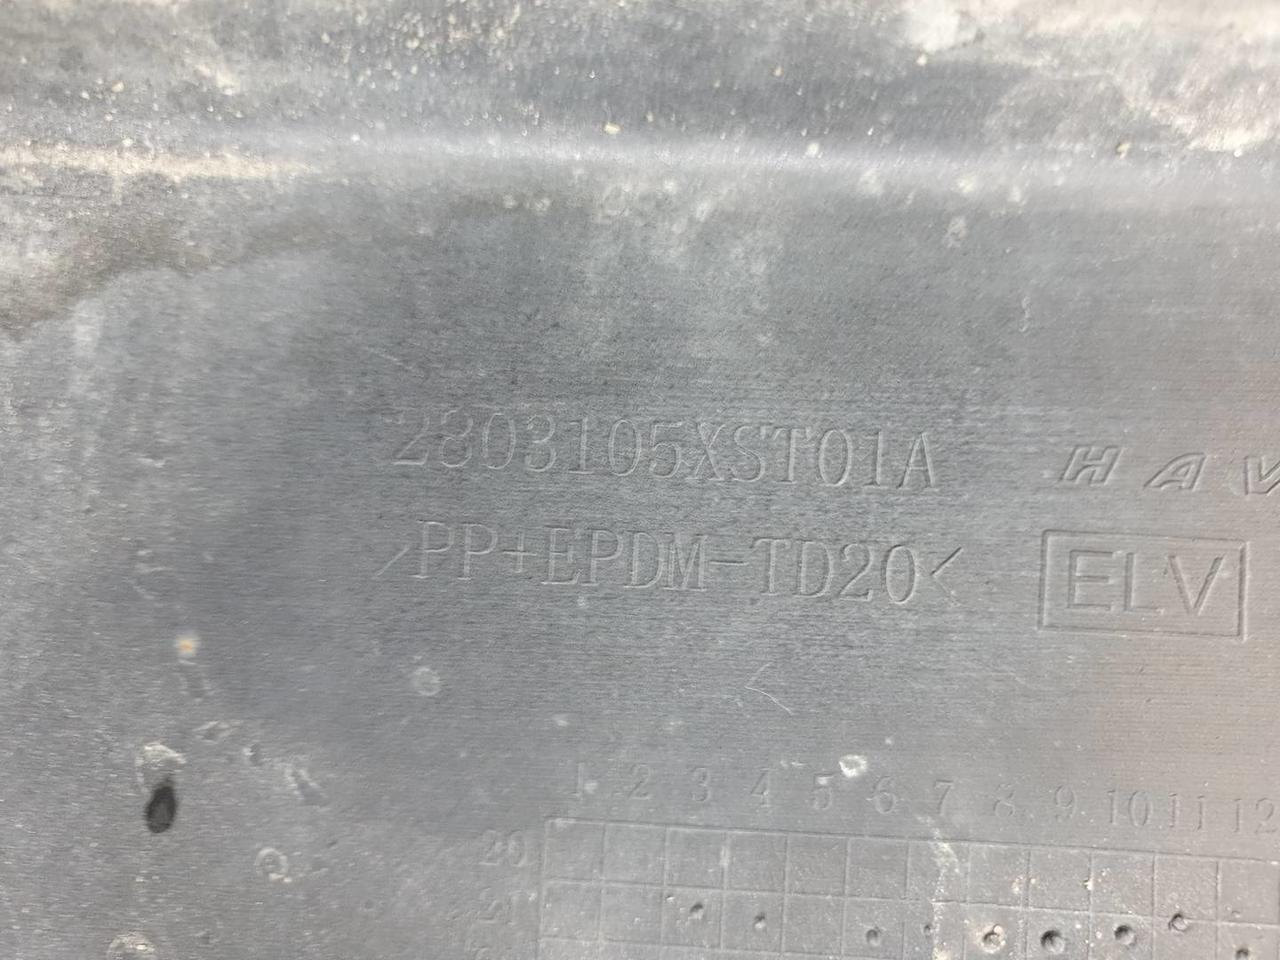 2803105XST01A
HAV
>PP+EPDM-TD20<
ELV
1 2 3 4 5 6 7 8 9 10 11 12
20
21